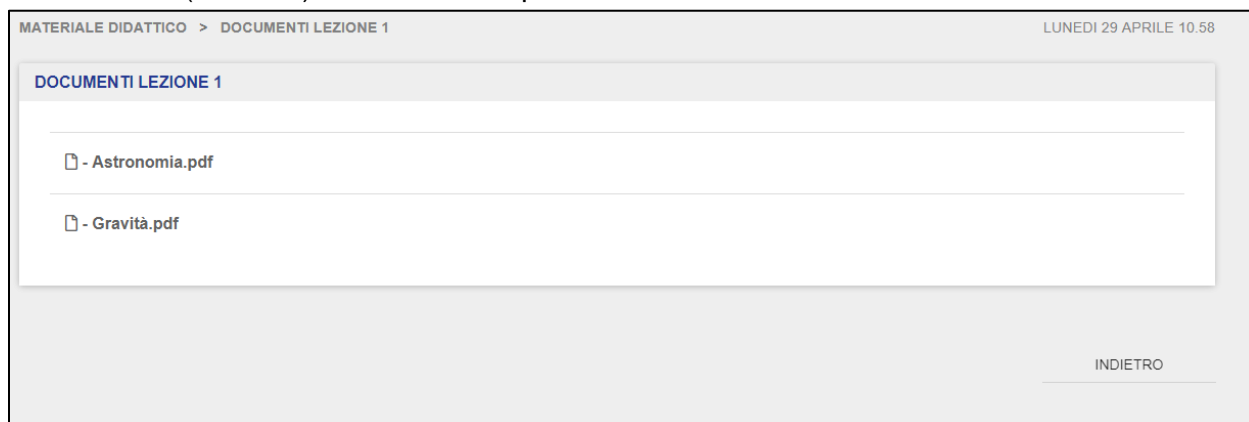 MATERIALE DIDATTICO > DOCUMENTI LEZIONE 1 LUNEDI 29 APRILE 10.58
DOCUMENTI LEZIONE 1
- Astronomia.pdf
- Gravità.pdf
INDIETRO